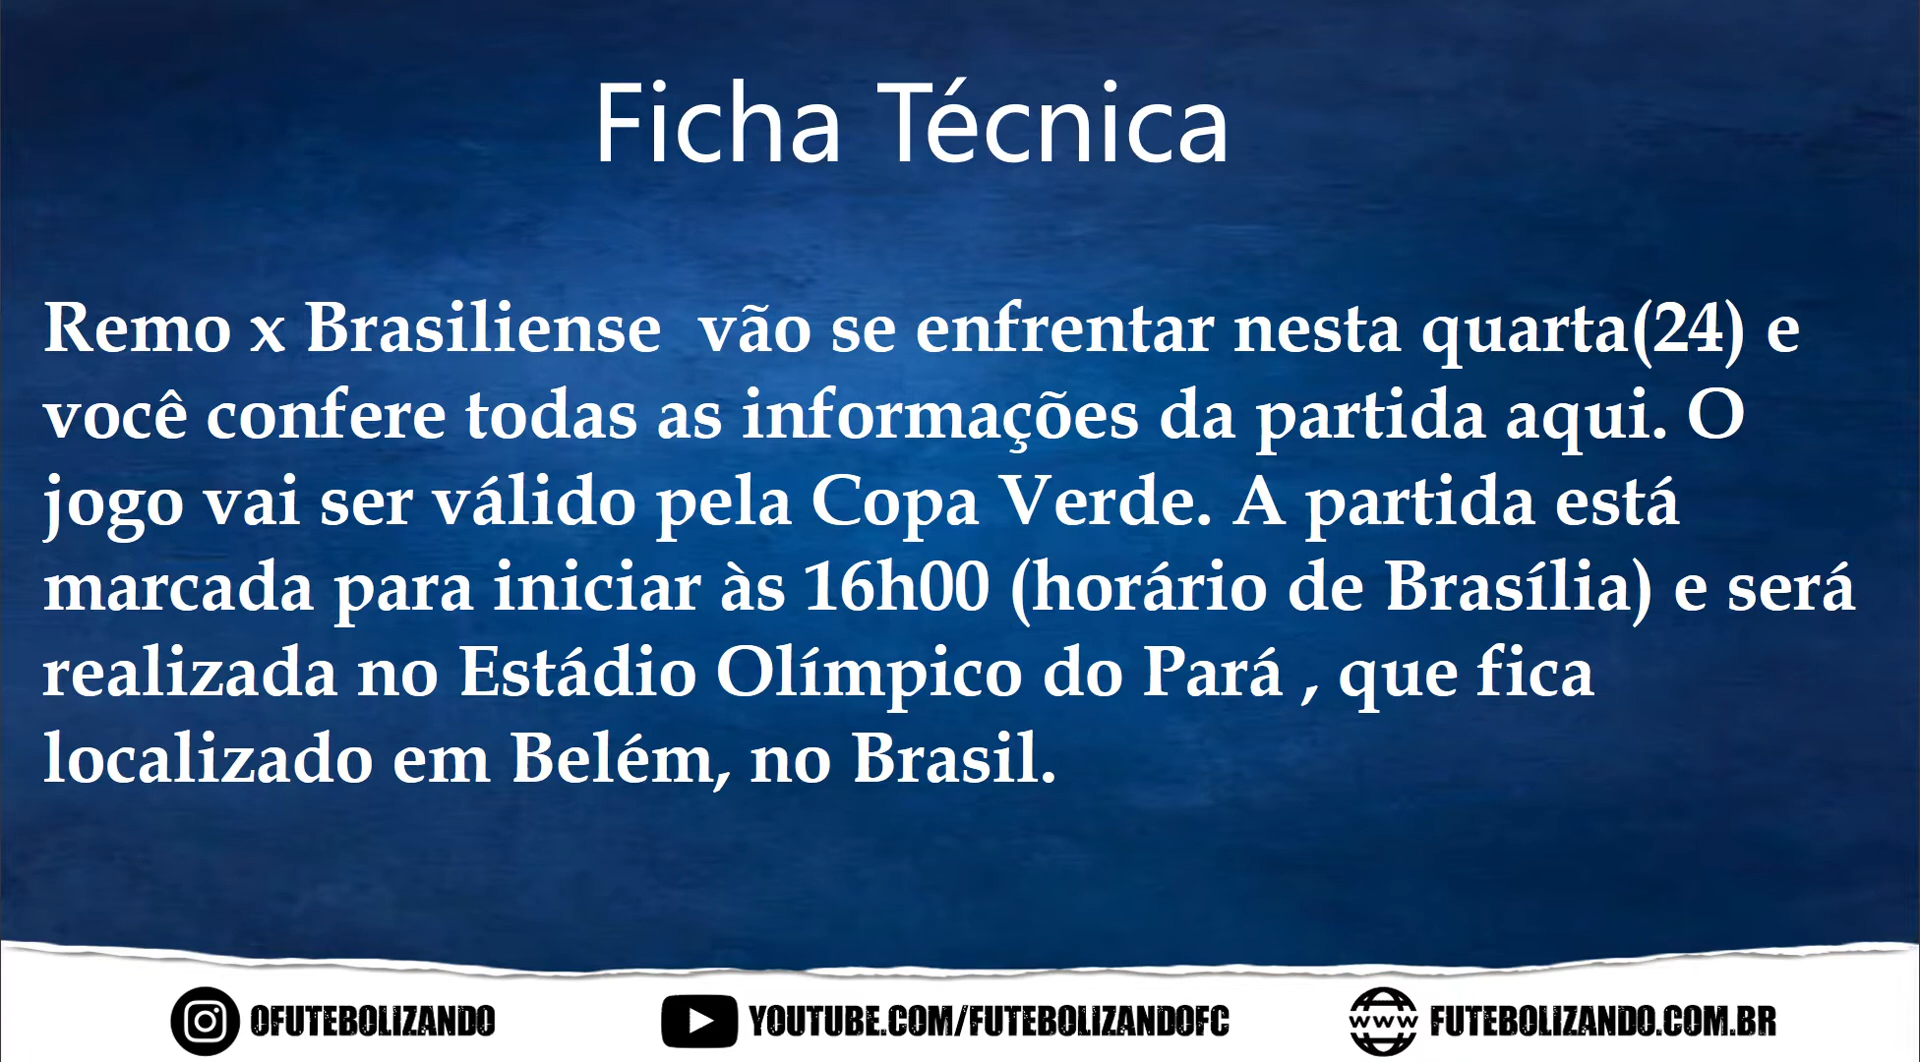 Ficha Técnica
Remo x Brasiliense  vão se enfrentar nesta quarta(24) e
você confere todas as informações da partida aqui. O
jogo vai ser válido pela Copa Verde. A partida está
marcada para iniciar às 16h00 (horário de Brasília) e será
realizada no Estádio Olímpico do Pará , que fica
localizado em Belém, no Brasil.
OFUTEBOLIZANDO
YOUTUBE.COM/FUTEBOLIZANDOFC
WWW
FUTEBOLIZANDO.COM.BR